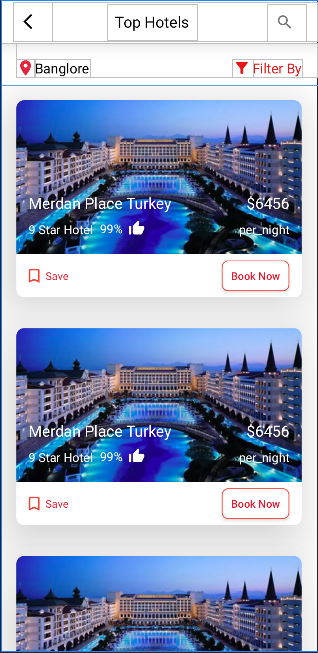 Top Hotels
Banglore
Filter By
Merdan Place Turkey
$6456
9 Star Hotel 99%
per_night
Save
Book Now
Merdan Place Turkey
$6456
9 Star Hotel 99%
per_night
Save
Book Now